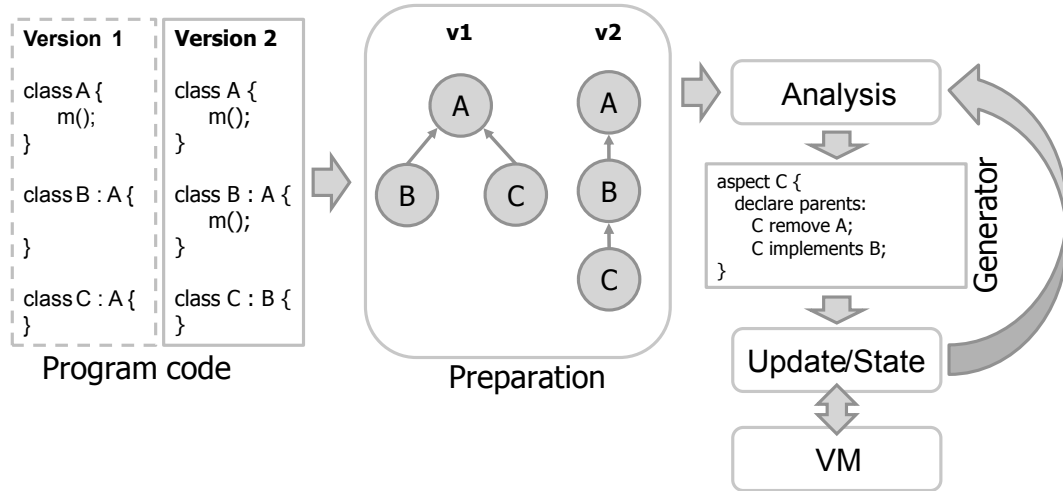 Version 1
class A {
m();
}
class B : A {
}
class C : A {
}
Version 2
class A {
m();
}
class B : A {
m();
}
class C : B {
}
Program code
v1
A
B
C
v2
A
B
C
Preparation
Analysis
aspect C {
declare parents:
C remove A;
C implements B;
}
Generator
Update/State
VM